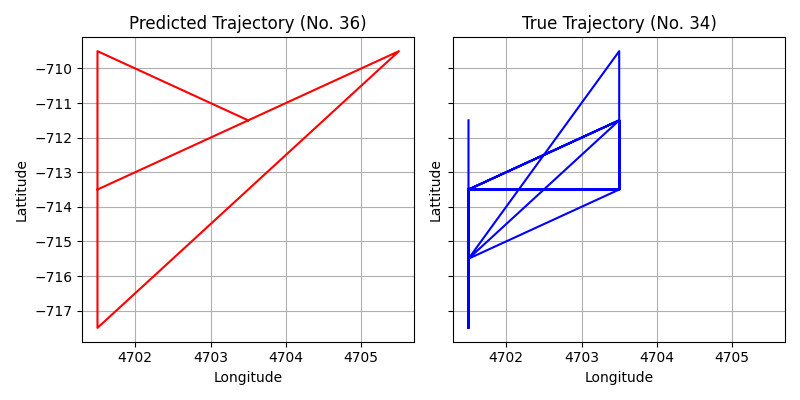 Predicted Trajectory (No. 36)
True Trajectory (No. 34)
−710
−711
−712
−713
−714
−715
−716
−717
Lattitude
Lattitude
4702
4703
4704
4705
4702
4703
4704
4705
Longitude
Longitude